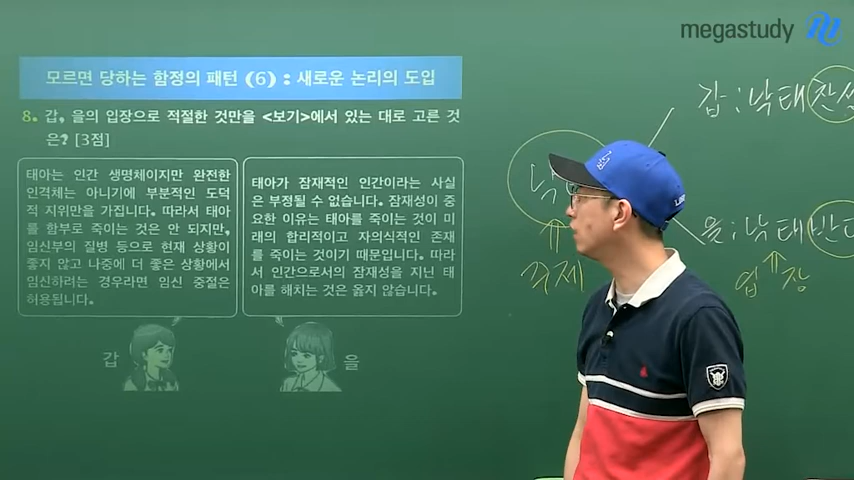 megastudy
모르면 당하는 함정의 패턴 (6) : 새로운 논리의 도입
8. 갑, 을의 입장으로 적절한 것만을 <보기>에서 있는 대로 고른 것
은? [3점]
태아는 인간 생명체이지만 완전한
인격체는 아니기에 부분적인 도덕
적 지위만을 가집니다. 따라서 태아
를 함부로 죽이는 것은 안 되지만,
임신부의 질병 등으로 현재 상황이
좋지 않고 나중에 더 좋은 상황에서
임신하려는 경우라면 임신 중절은
허용됩니다.
태아가 잠재적인 인간이라는 사실
은 부정될 수 없습니다. 잠재성이 중
요한 이유는 태아를 죽이는 것이 미
래의 합리적이고 자의식적인 존재
를 죽이는 것이기 때문입니다. 따라
서 인간으로서의 잠재성을 지닌 태
아를 해치는 것은 옳지 않습니다.
갑
을
갑 : 낙태 찬성
낙
을 : 낙태 반대
주제
입장